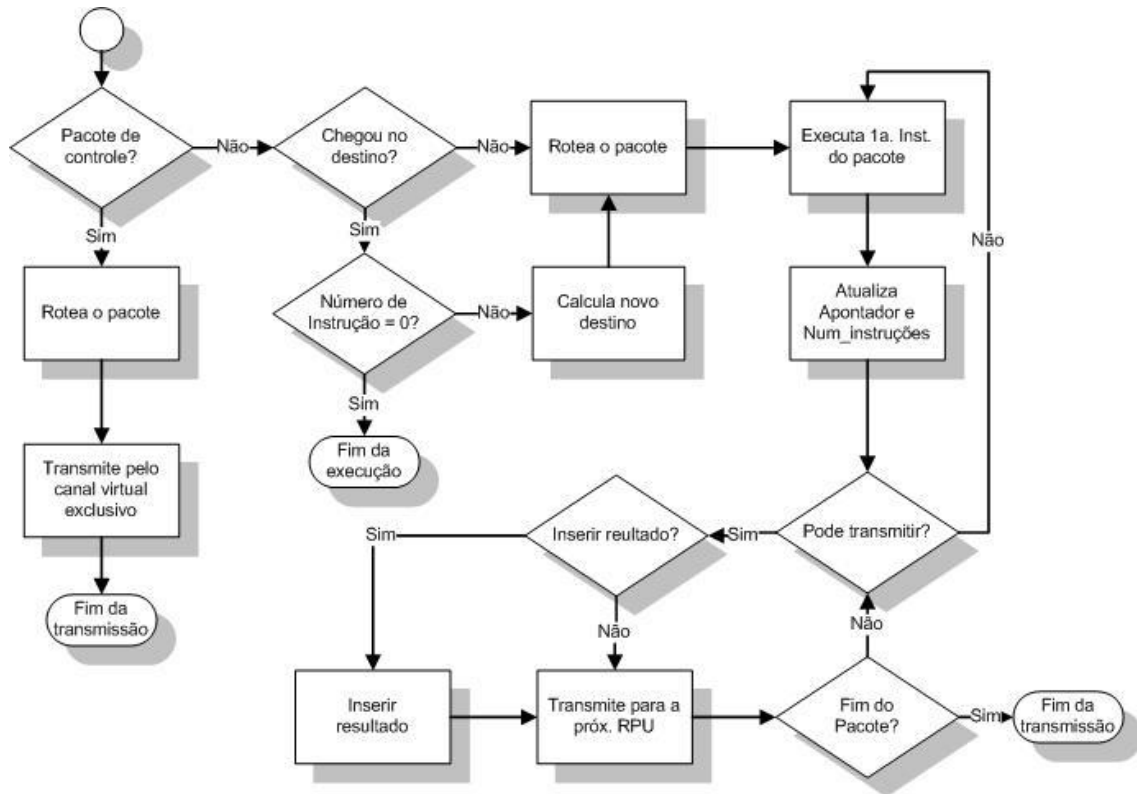 Pacote de
controle?
Não
Chegou no
destino?
Não
Rotea o pacote
Executa 1a. Inst.
do pacote
Não
Sim
Sim
Rotea o pacote
Número de
Instrução = 0?
Não
Calcula novo
destino
Atualiza
Apontador e
Num_instruções
Sim
Fim da
execução
Transmite pelo
canal virtual
exclusivo
Fim da
transmissão
Sim
Inserir reultado?
Sim
Pode transmitir?
Não
Não
Inserir
resultado
Transmite para a
próx. RPU
Fim do
Pacote?
Sim
Fim da
transmissão